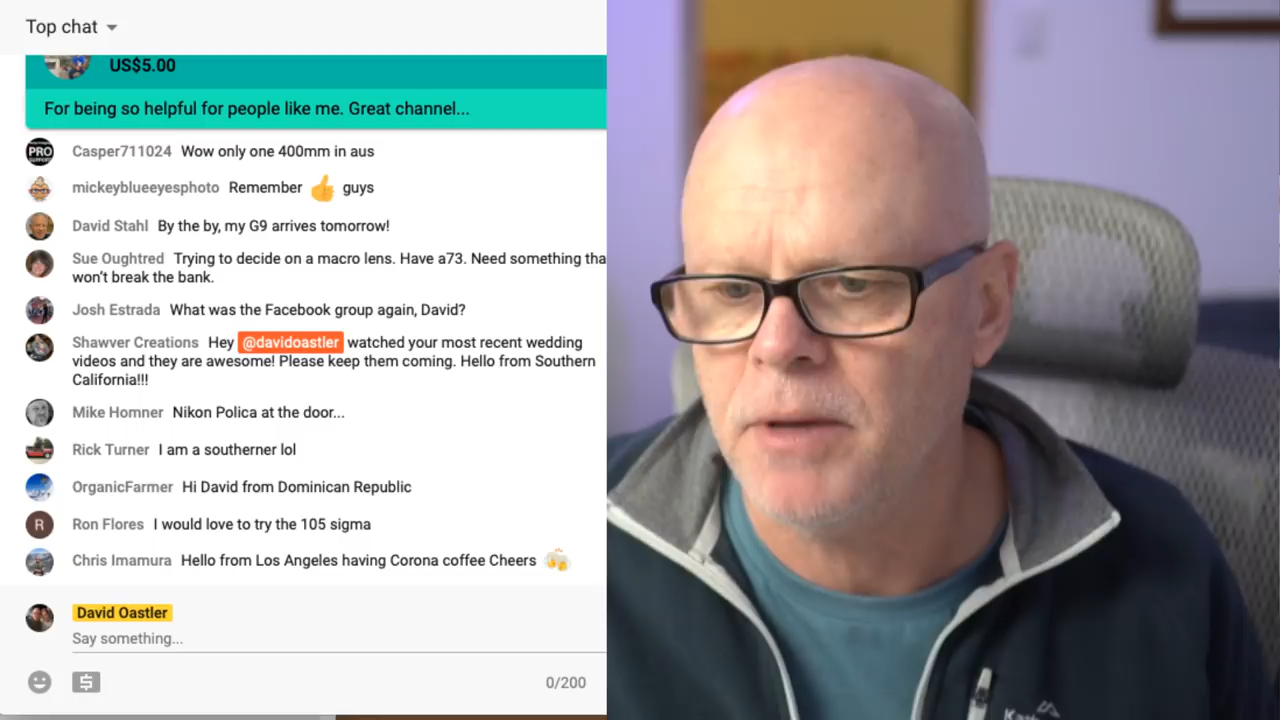 Top chat
US$5.00
For being so helpful for people like me. Great channel...
PRO
Casper711024 Wow only one 400mm in aus
mickeyblueeyesphoto Remember 👍 guys
David Stahl By the by, my G9 arrives tomorrow!
Sue Oughtred Trying to decide on a macro lens. Have a73. Need something
won't break the bank.
Josh Estrada What was the Facebook group again, David?
Shawver Creations Hey @davidoastler watched your most recent wedding
videos and they are awesome! Please keep them coming. Hello from Southern
California!!!
Mike Homner Nikon Polica at the door...
Rick Turner I am a southerner lol
OrganicFarmer Hi David from Dominican Republic
R
Ron Flores I would love to try the 105 sigma
Chris Imamura Hello from Los Angeles having Corona coffee Cheers 🍻
David Oastler
Say something...
0/200